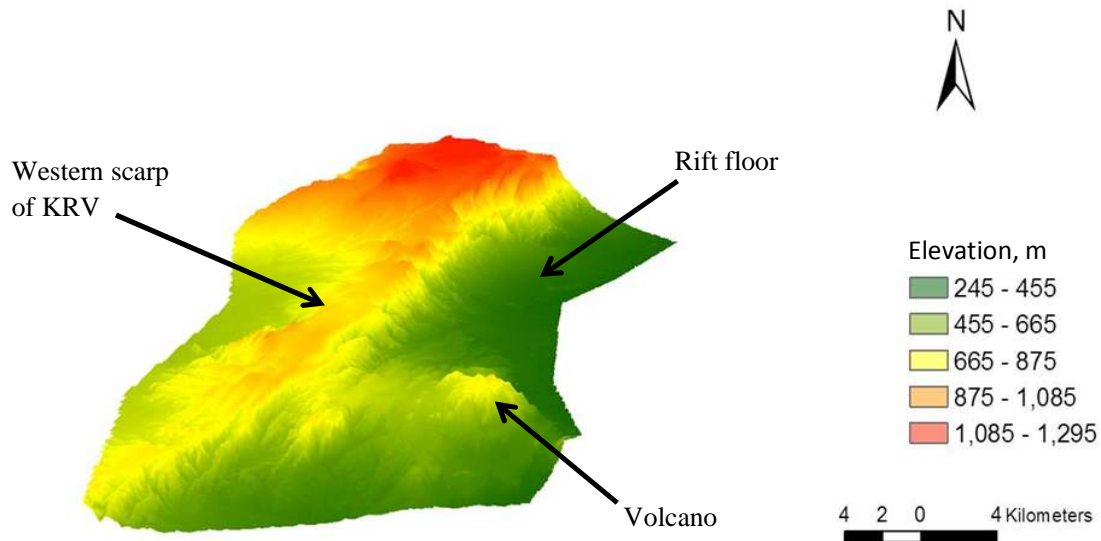 N
Western scarp
of KRV
Rift floor
Elevation, m
245 - 455
455 - 665
665 - 875
875 - 1,085
1,085 - 1,295
Volcano
4 2 0 4 Kilometers